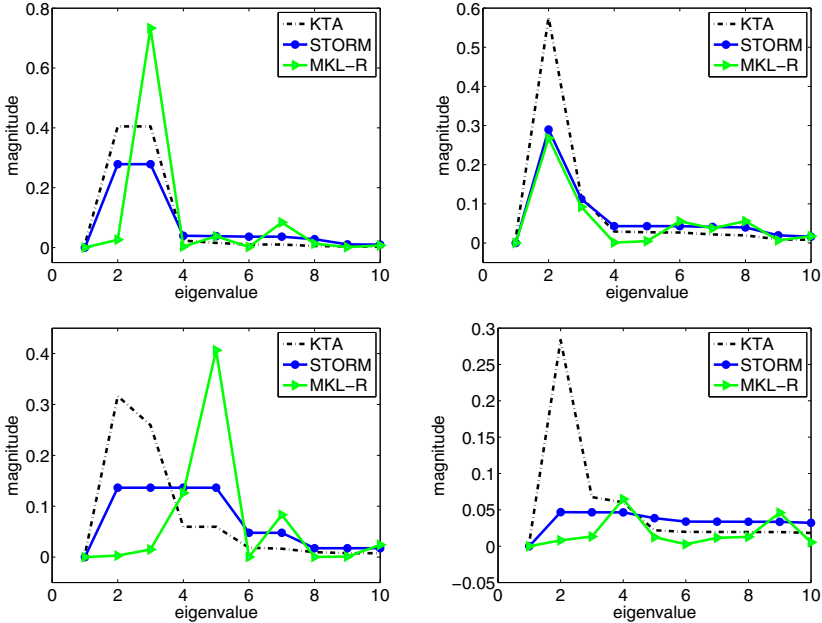 0.8
0.6
0.4
0.2
0
magnitude
KTA
STORM
MKL-R
0 2 4 6 8 10
eigenvalue
0.6
0.5
0.4
0.3
0.2
0.1
0
magnitude
KTA
STORM
MKL-R
0 2 4 6 8 10
eigenvalue
0.4
0.3
0.2
0.1
0
magnitude
KTA
STORM
MKL-R
0 2 4 6 8 10
eigenvalue
0.3
0.25
0.2
0.15
0.1
0.05
0
-0.05
magnitude
KTA
STORM
MKL-R
0 2 4 6 8 10
eigenvalue